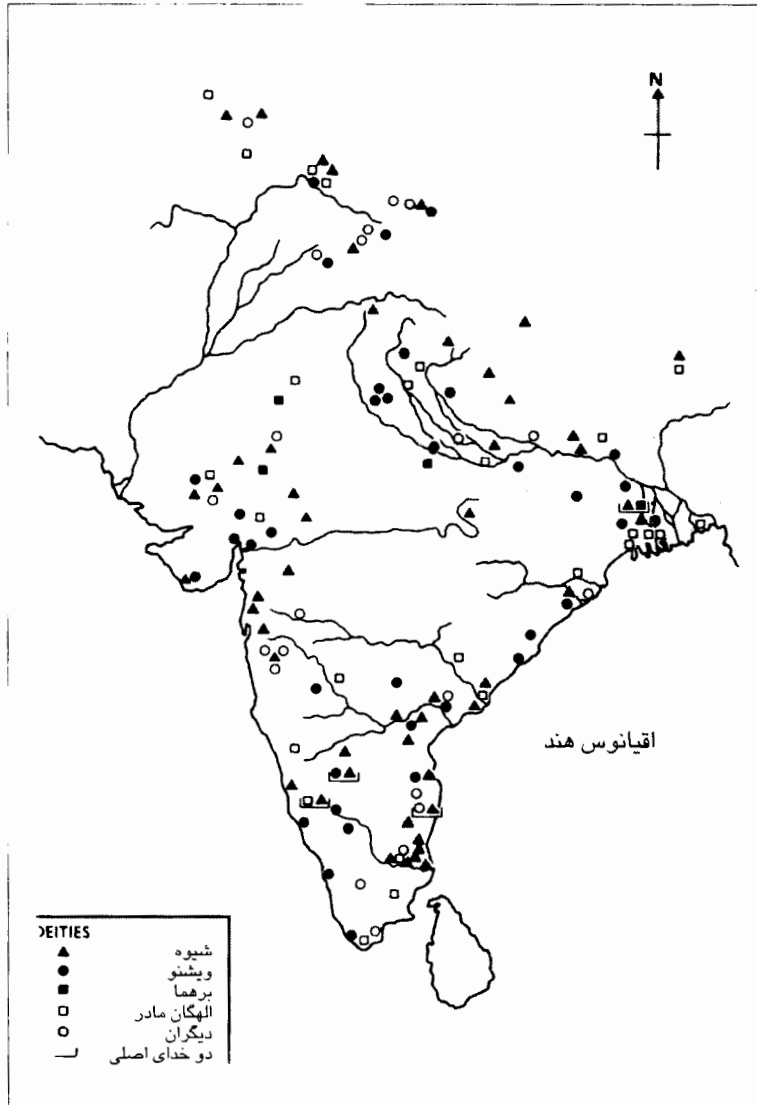 N
اقیانوس هند
DEITIES
شیوه
ویشنو
برهما
الهگان مادر
دیگران
دو خدای اصلی